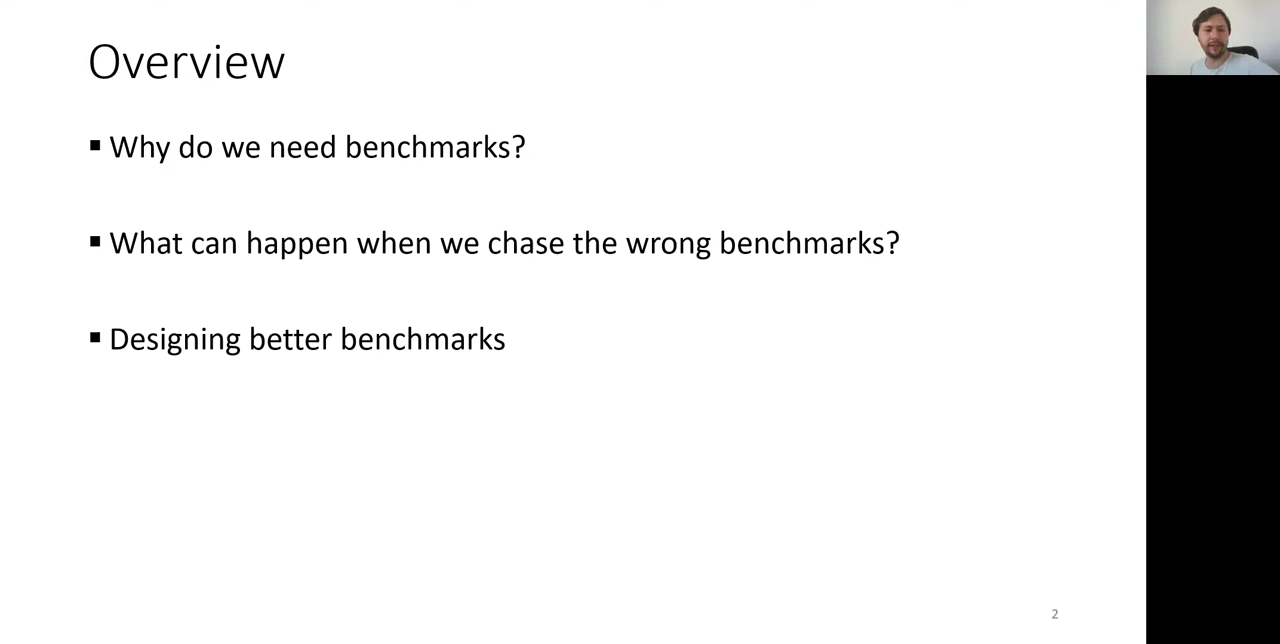 Overview
▪ Why do we need benchmarks?
▪ What can happen when we chase the wrong benchmarks?
▪ Designing better benchmarks
2